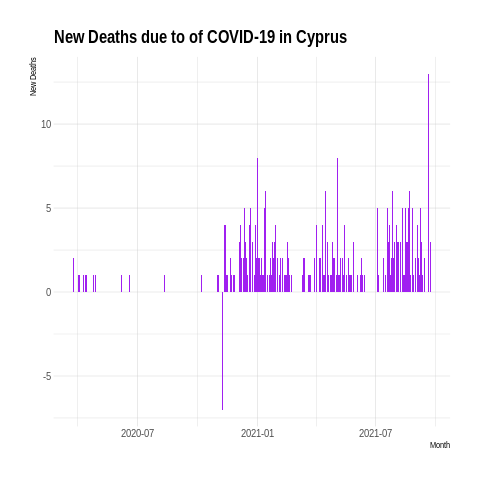 New Deaths due to of COVID-19 in Cyprus
New Deaths
10
5
0
-5
2020-07
2021-01
2021-07
Month